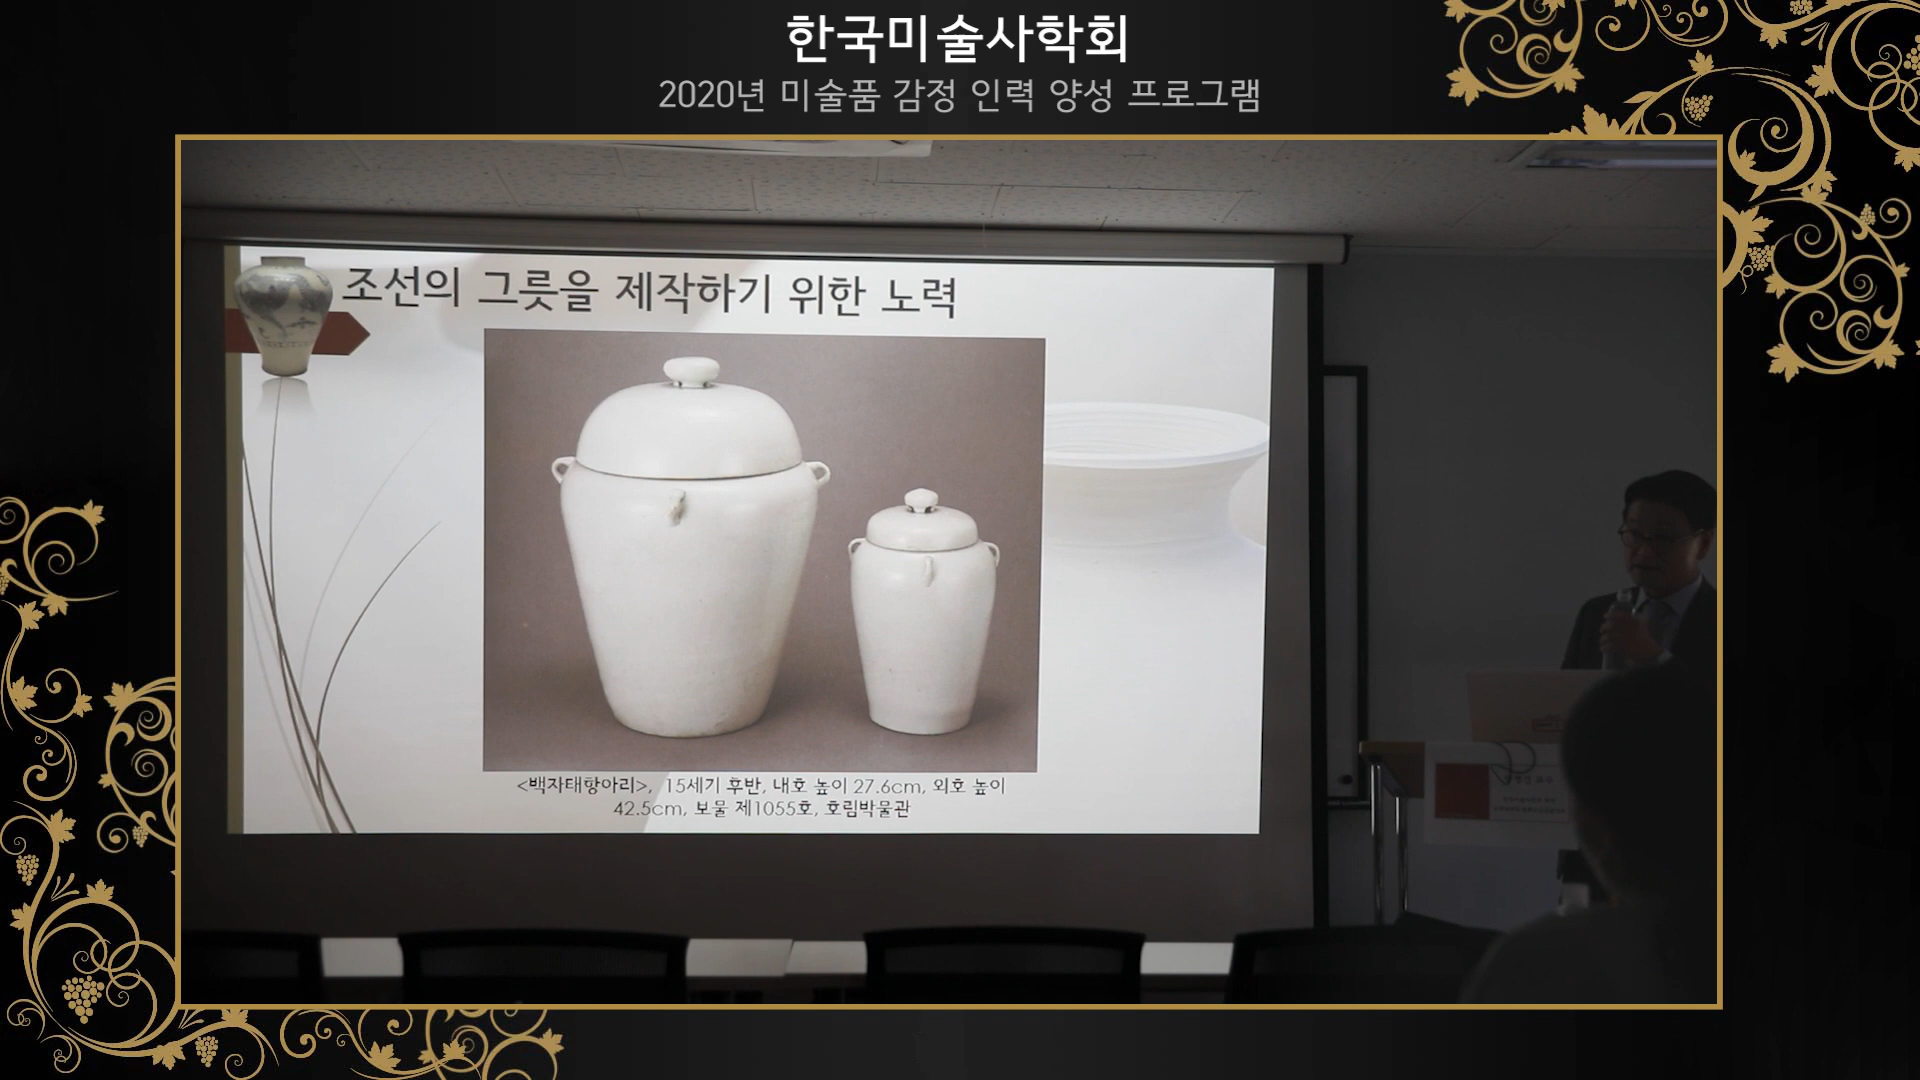 한국미술사학회
2020년 미술품 감정 인력 양성 프로그램
조선의 그릇을 제작하기 위한 노력
<백자태항아리>, 15세기 후반, 내호 높이 27.6cm, 외호 높이
42.5cm, 보물 제1055호, 호림박물관